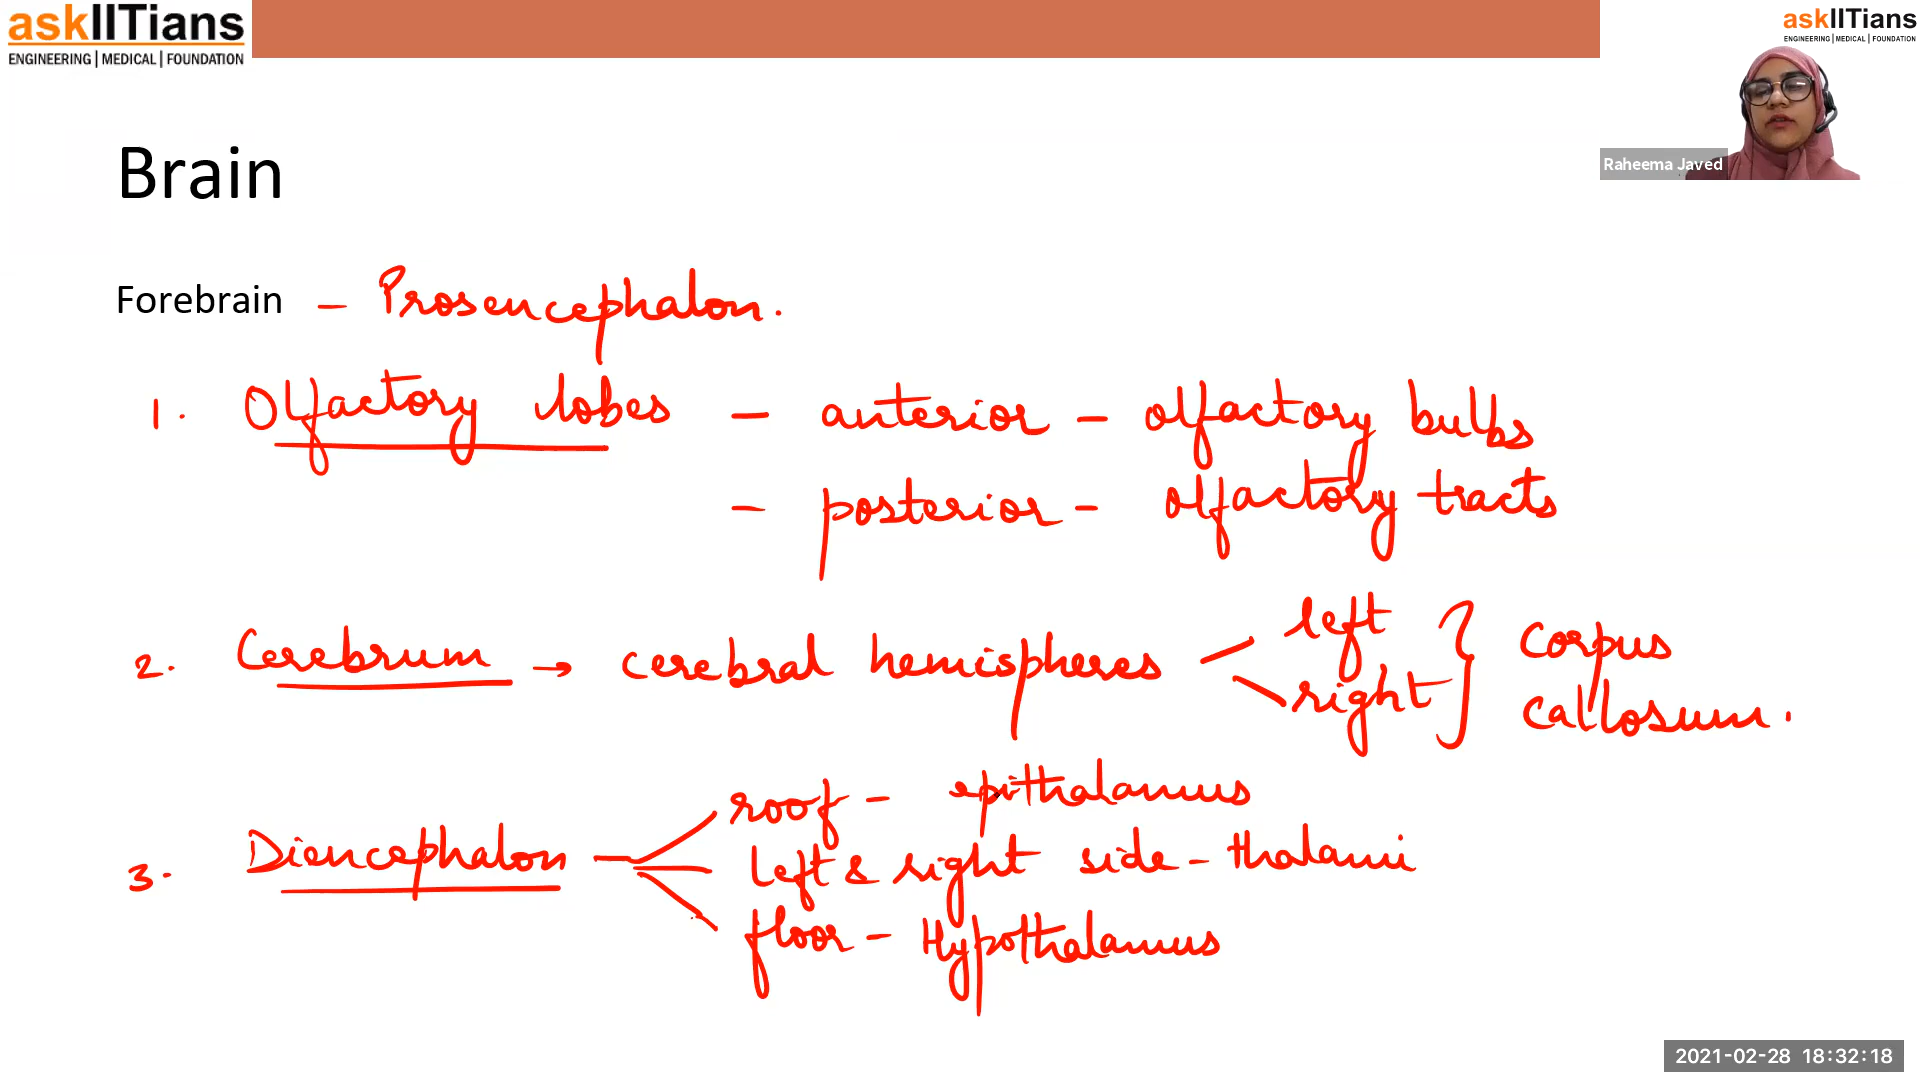 askIITians
ENGINEERING | MEDICAL | FOUNDATION
askIITians
ENGINEERING | MEDICAL | FOUNDATION
Raheema Javed
Brain
Forebrain - Prosencephalon.
1. Olfactory lobes - anterior - olfactory bulbs
- posterior - olfactory tracts
2. Cerebrum → cerebral hemispheres < left right } corpus callosum.
3. Diencephalon
roof - epithalamus
left & right side - thalami
floor - Hypothalamus
2021-02-28 18:32:18